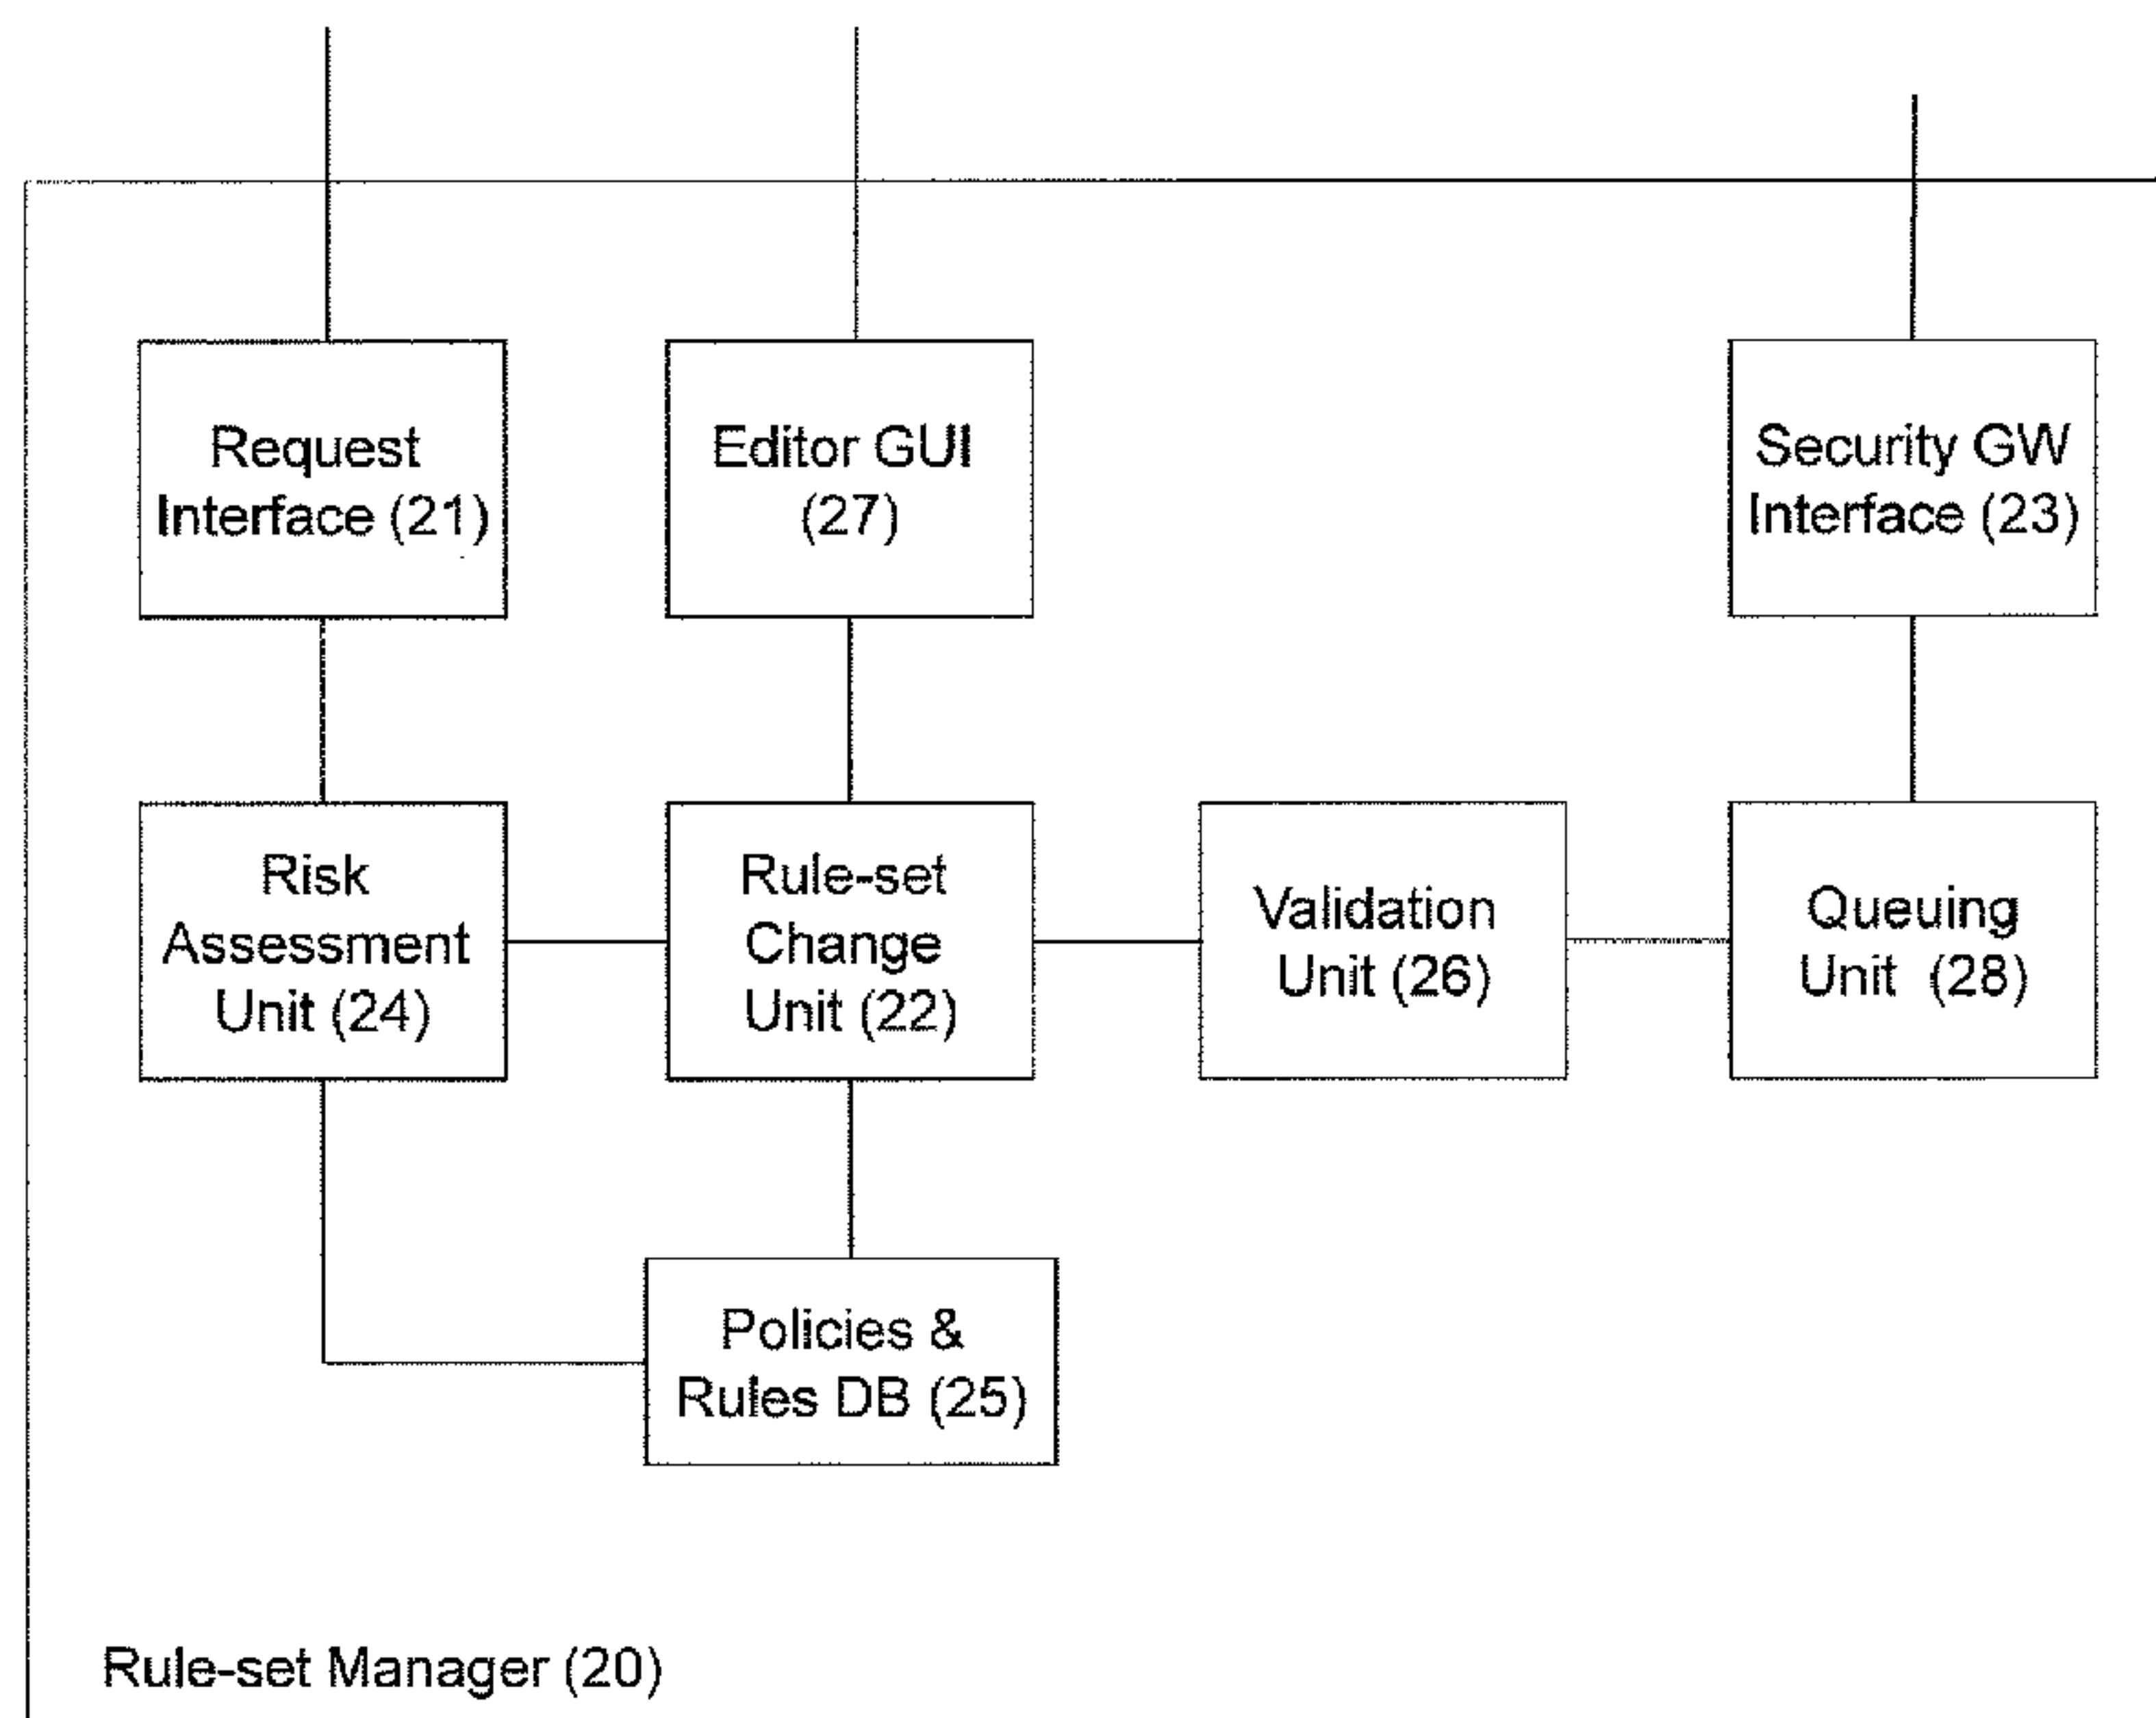 Request
Interface (21)
Editor GUI
(27)
Security GW
Interface (23)
Risk
Assessment
Unit (24)
Rule-set
Change
Unit (22)
Validation
Unit (26)
Queuing
Unit (28)
Policies &
Rules DB (25)
Rule-set Manager (20)